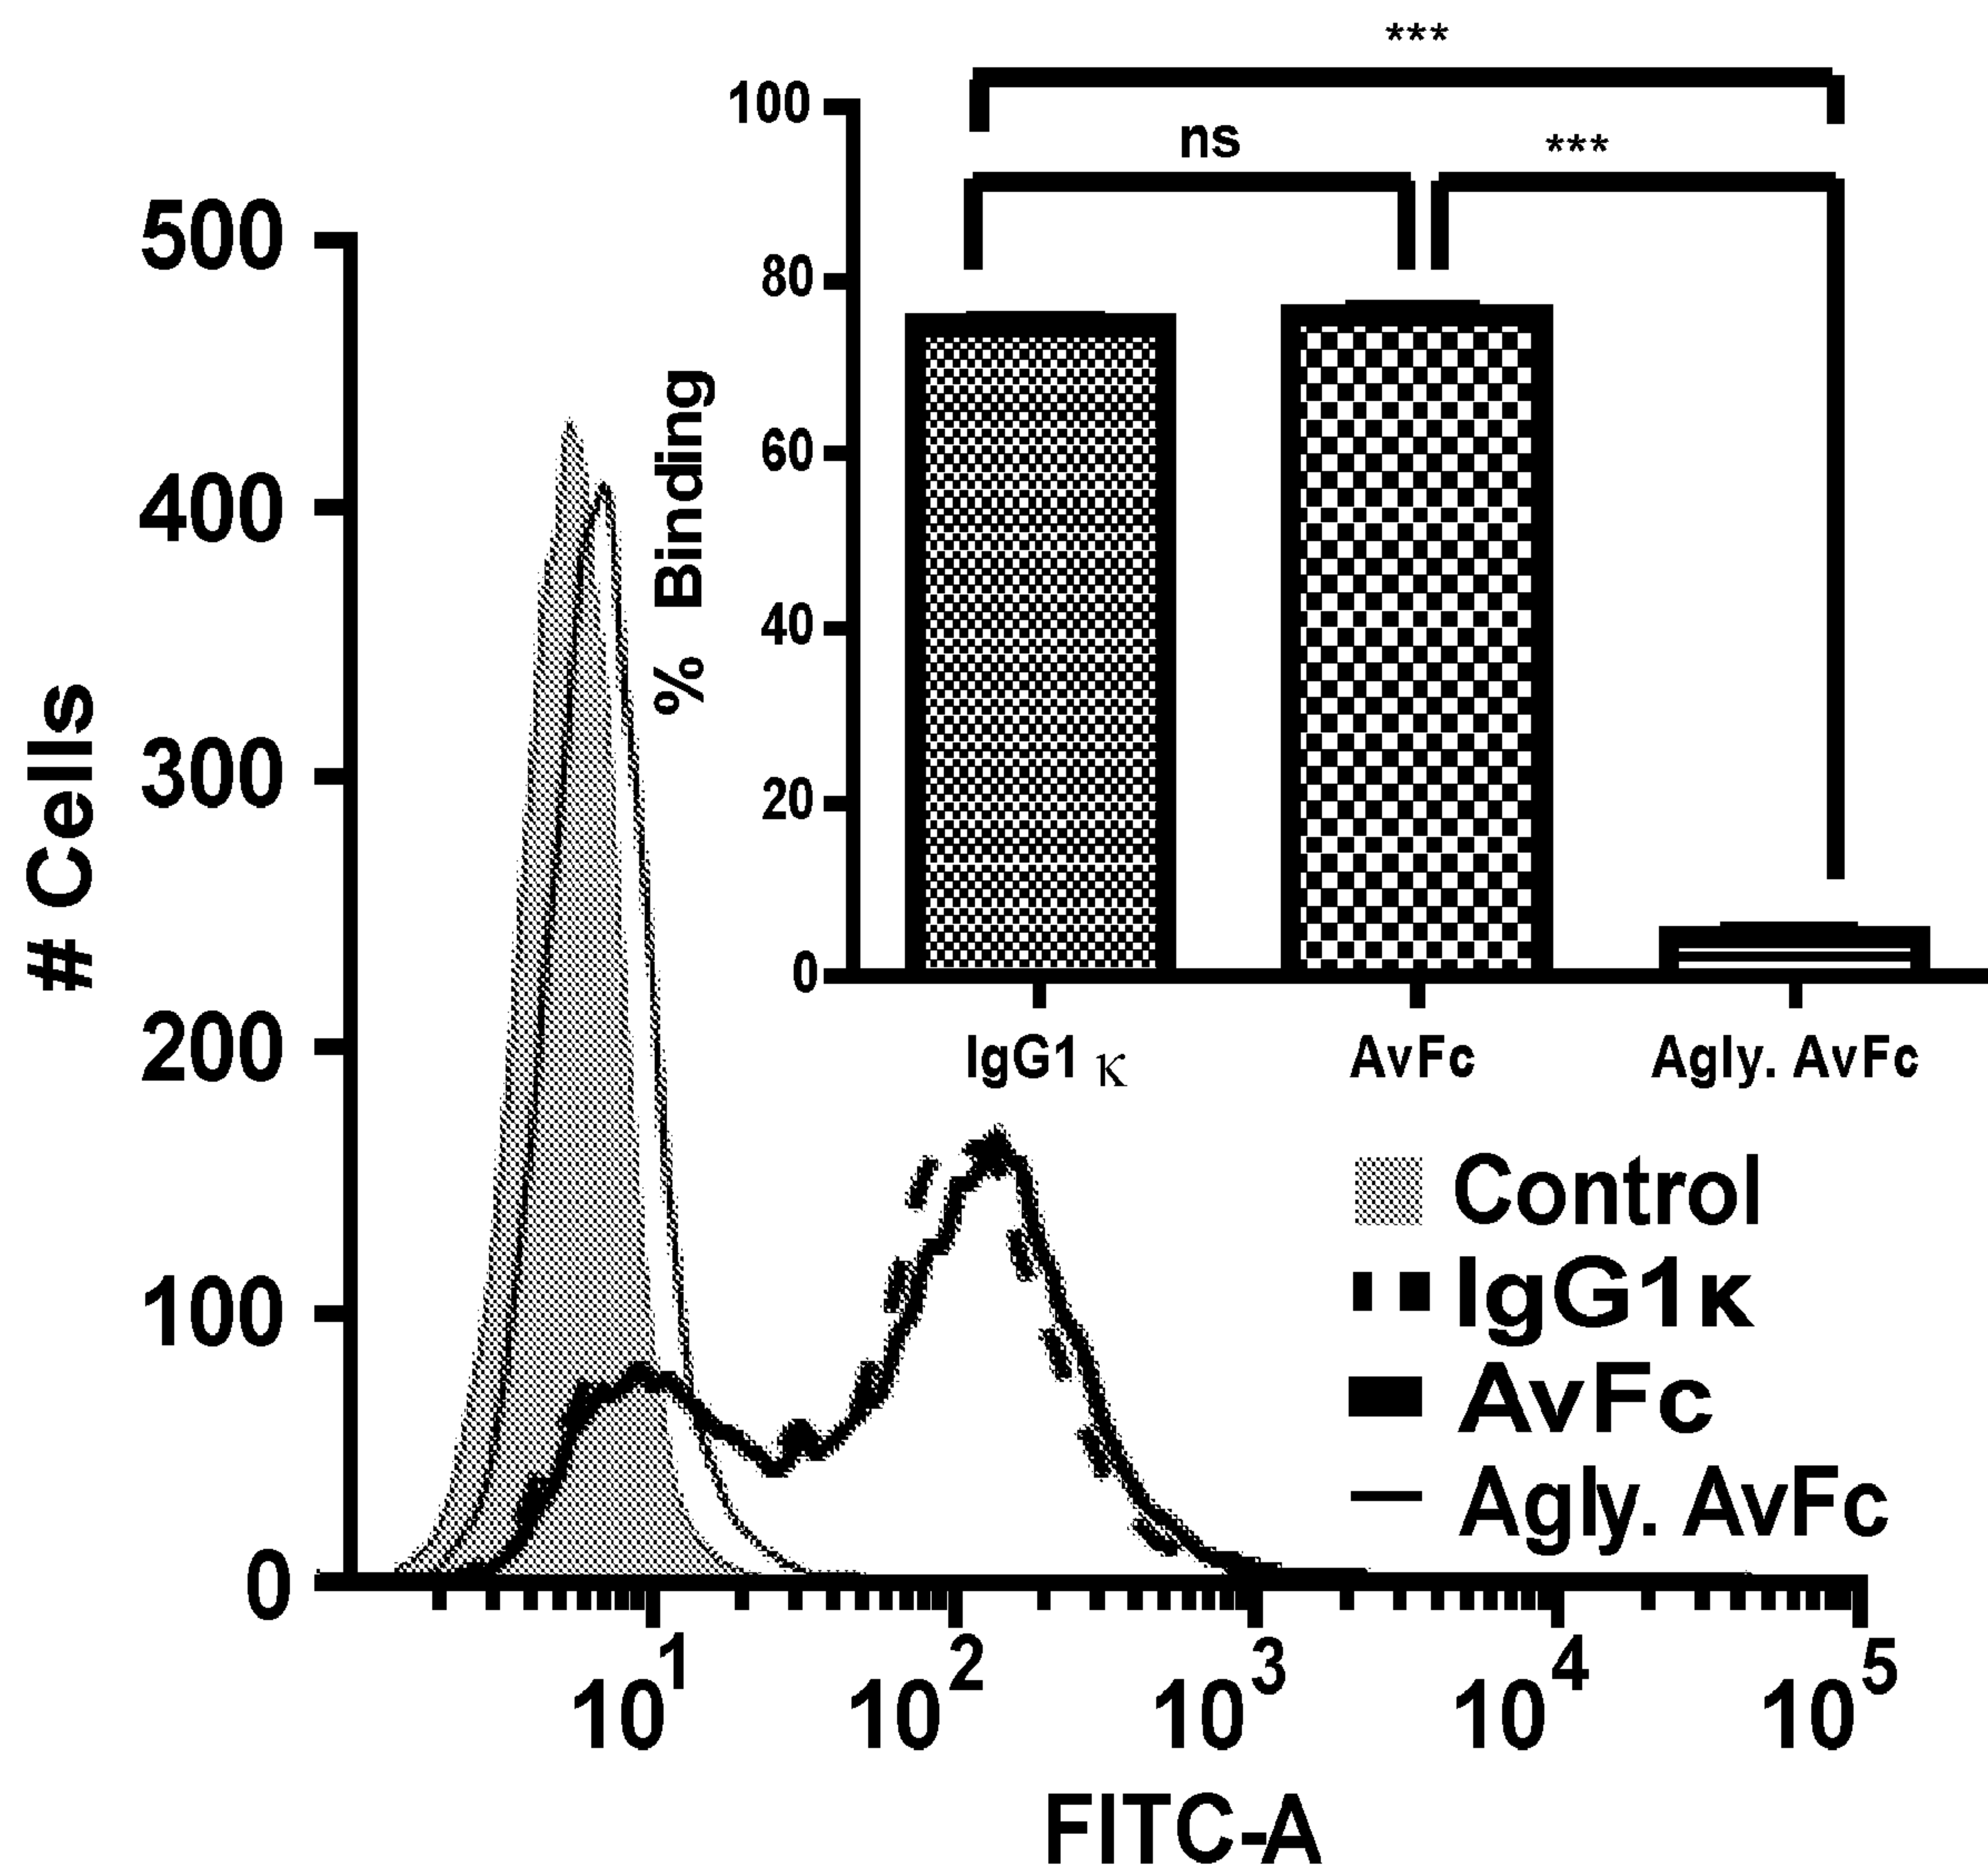 ***
100
ns
***
80
60
40
20
0
% Binding
IgG1 κ
AvFc
Agly. AvFc
500
400
300
200
100
0
# Cells
Control
IgG1κ
AvFc
Agly. AvFc
10^1
10^2
10^3
10^4
10^5
FITC-A